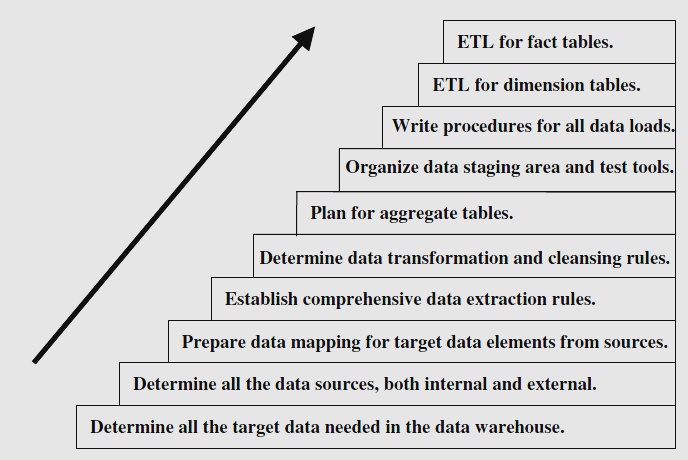 ETL for fact tables.
ETL for dimension tables.
Write procedures for all data loads.
Organize data staging area and test tools.
Plan for aggregate tables.
Determine data transformation and cleansing rules.
Establish comprehensive data extraction rules.
Prepare data mapping for target data elements from sources.
Determine all the data sources, both internal and external.
Determine all the target data needed in the data warehouse.